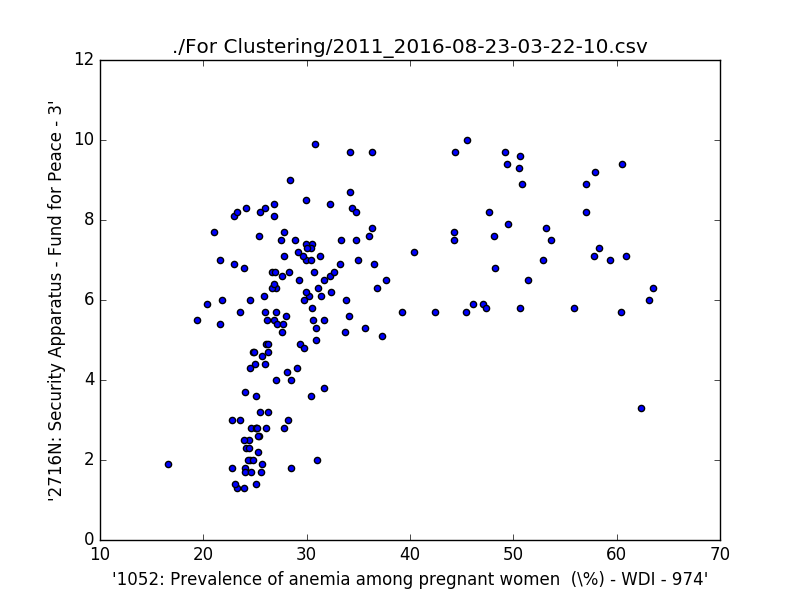 ./For Clustering/2011_2016-08-23-03-22-10.csv
'2716N: Security Apparatus - Fund for Peace - 3'
12
10
8
6
4
2
0
10 20 30 40 50 60 70
'1052: Prevalence of anemia among pregnant women  (\%) - WDI - 974'